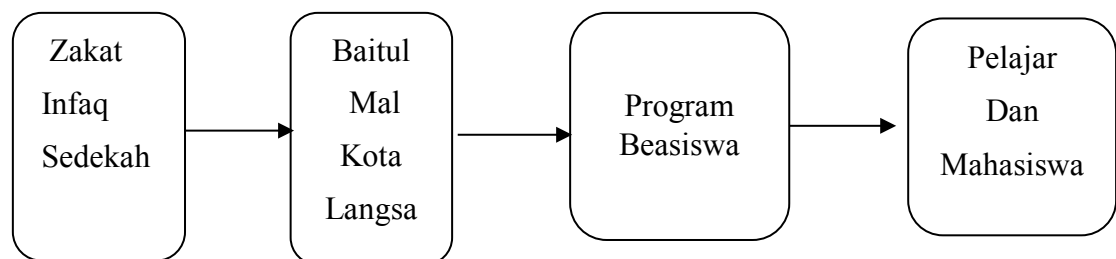 Zakat
Infaq
Sedekah
Baitul
Mal
Kota
Langsa
Program
Beasiswa
Pelajar
Dan
Mahasiswa